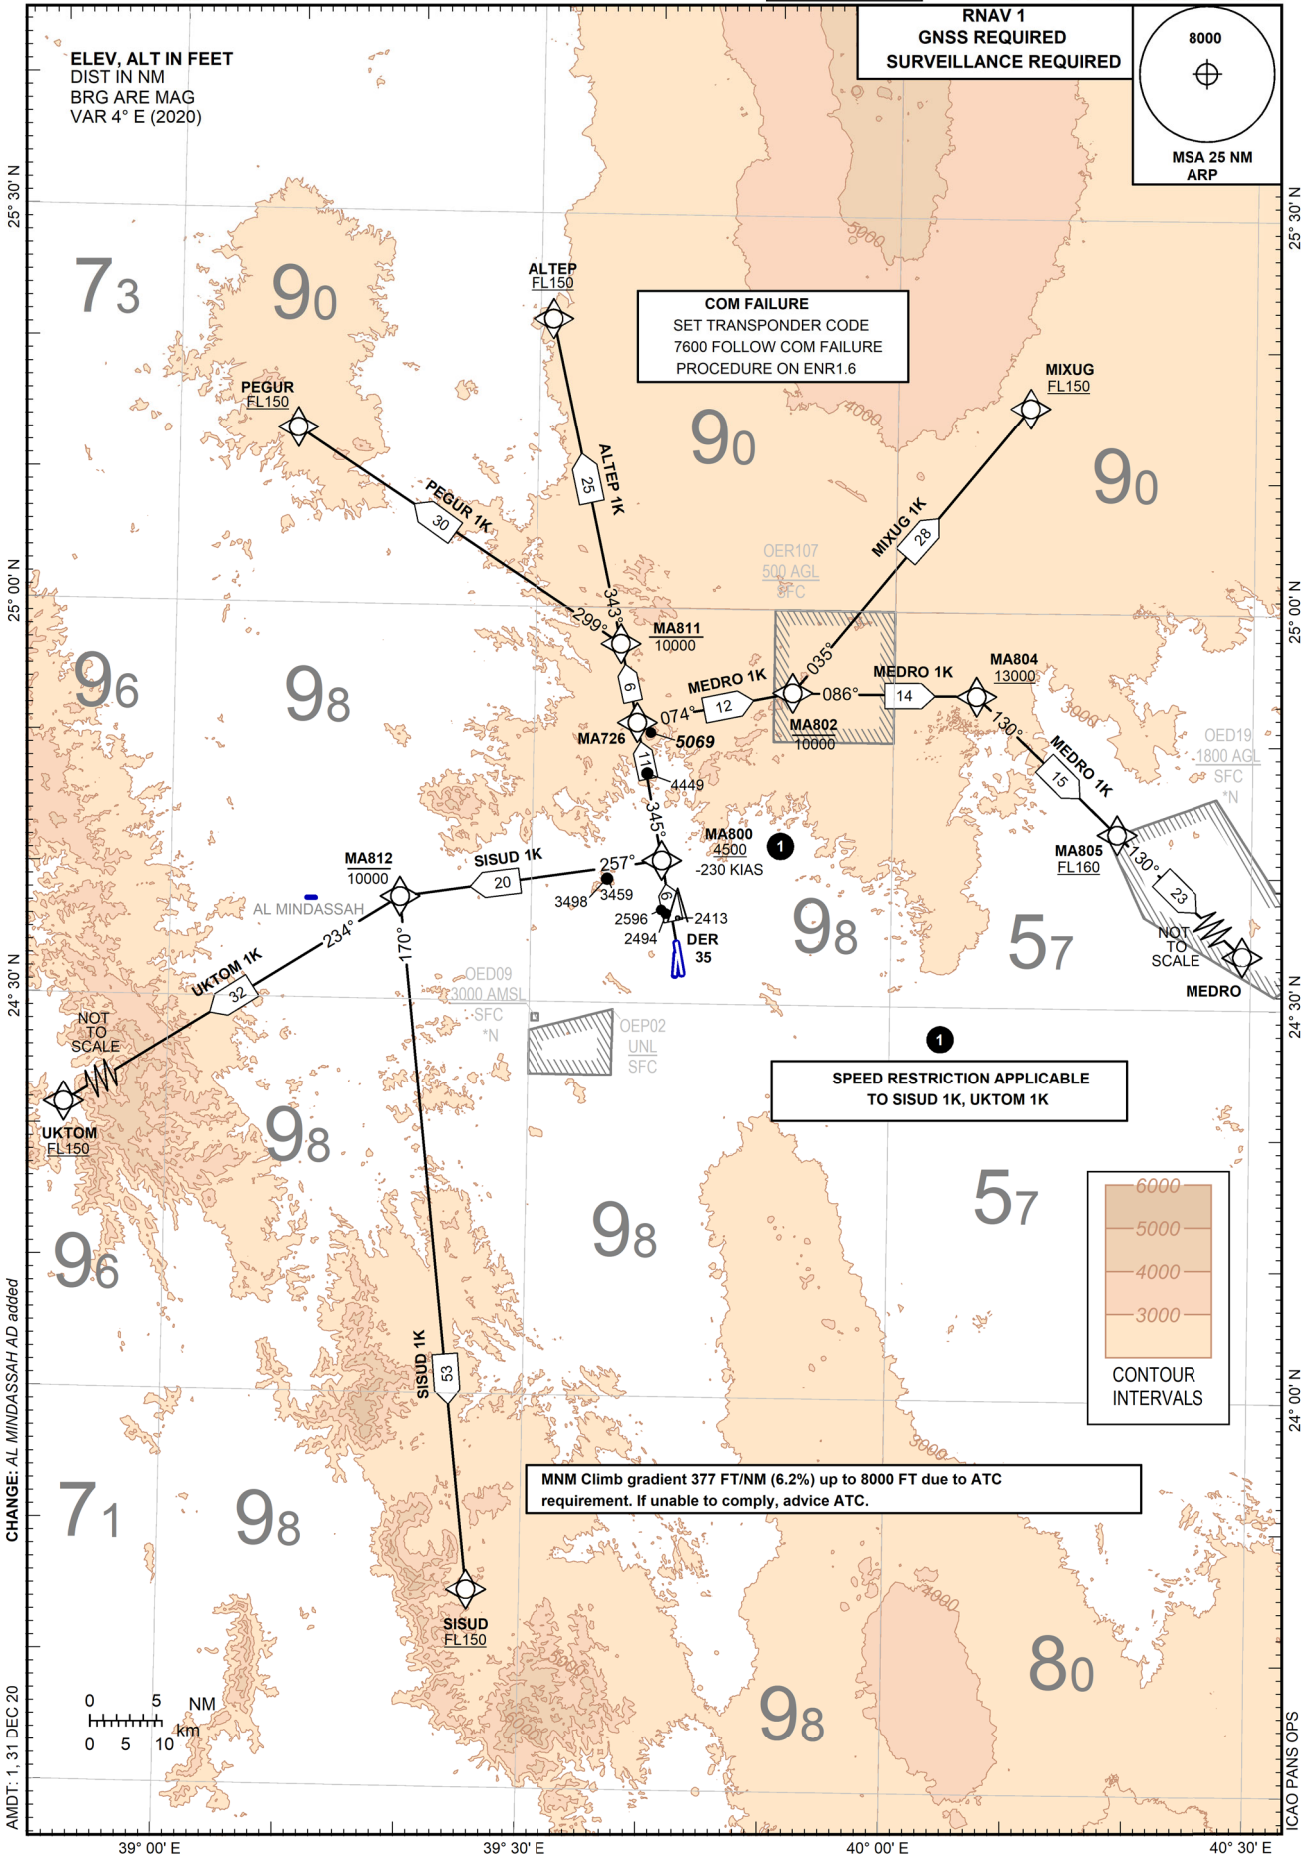 RNAV 1
GNSS REQUIRED
SURVEILLANCE REQUIRED
8000
MSA 25 NM
ARP
ELEV, ALT IN FEET
DIST IN NM
BRG ARE MAG
VAR 4° E (2020)
25° 30' N
25° 30' N
5000
73
90
ALTEP
FL150
COM FAILURE
SET TRANSPONDER CODE
7600 FOLLOW COM FAILURE
PROCEDURE ON ENR1.6
PEGUR
FL150
MIXUG
FL150
4000
90
90
ALTEP 1K
25
PEGUR 1K
30
MIXUG 1K
28
OER107
500 AGL
SFC
25° 00' N
25° 00' N
343°
299°
MA811
10000
035°
MEDRO 1K
MA804
13000
96
98
6
MEDRO 1K
12
074°
086°
14
MA802
10000
MA726
5069
130°
3000
OED19
1800 AGL
SFC
*N
11
4449
MEDRO 1K
15
345°
MA800
4500
-230 KIAS
1
MA805
FL160
130°
23
MA812
10000
SISUD 1K
20
257°
3498
3459
AL MINDASSAH
6
2596
2494
2413
DER
35
98
57
NOT
TO
SCALE
MEDRO
234°
170°
UKTOM 1K
32
24° 30' N
24° 30' N
OED09
3000 AMSL
SFC
*N
OEP02
UNL
SFC
NOT
TO
SCALE
1
SPEED RESTRICTION APPLICABLE
TO SISUD 1K, UKTOM 1K
UKTOM
FL150
98
98
57
96
6000
5000
4000
3000
CONTOUR
INTERVALS
SISUD 1K
53
24° 00' N
3000
MNM Climb gradient 377 FT/NM (6.2%) up to 8000 FT due to ATC
requirement. If unable to comply, advice ATC.
71
98
4000
SISUD
FL150
80
98
0 5 NM
0 5 10 km
CHANGE: AL MINDASSAH AD added
AMDT: 1, 31 DEC 20
ICAO PANS OPS
39° 00' E
39° 30' E
40° 00' E
40° 30' E